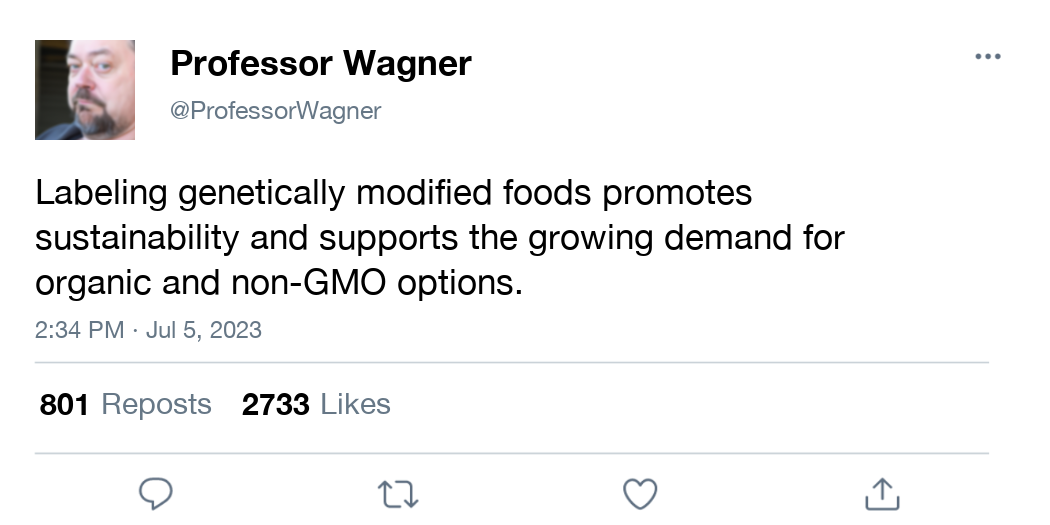 Professor Wagner
@ProfessorWagner
Labeling genetically modified foods promotes
sustainability and supports the growing demand for
organic and non-GMO options.
2:34 PM · Jul 5, 2023
801 Reposts 2733 Likes